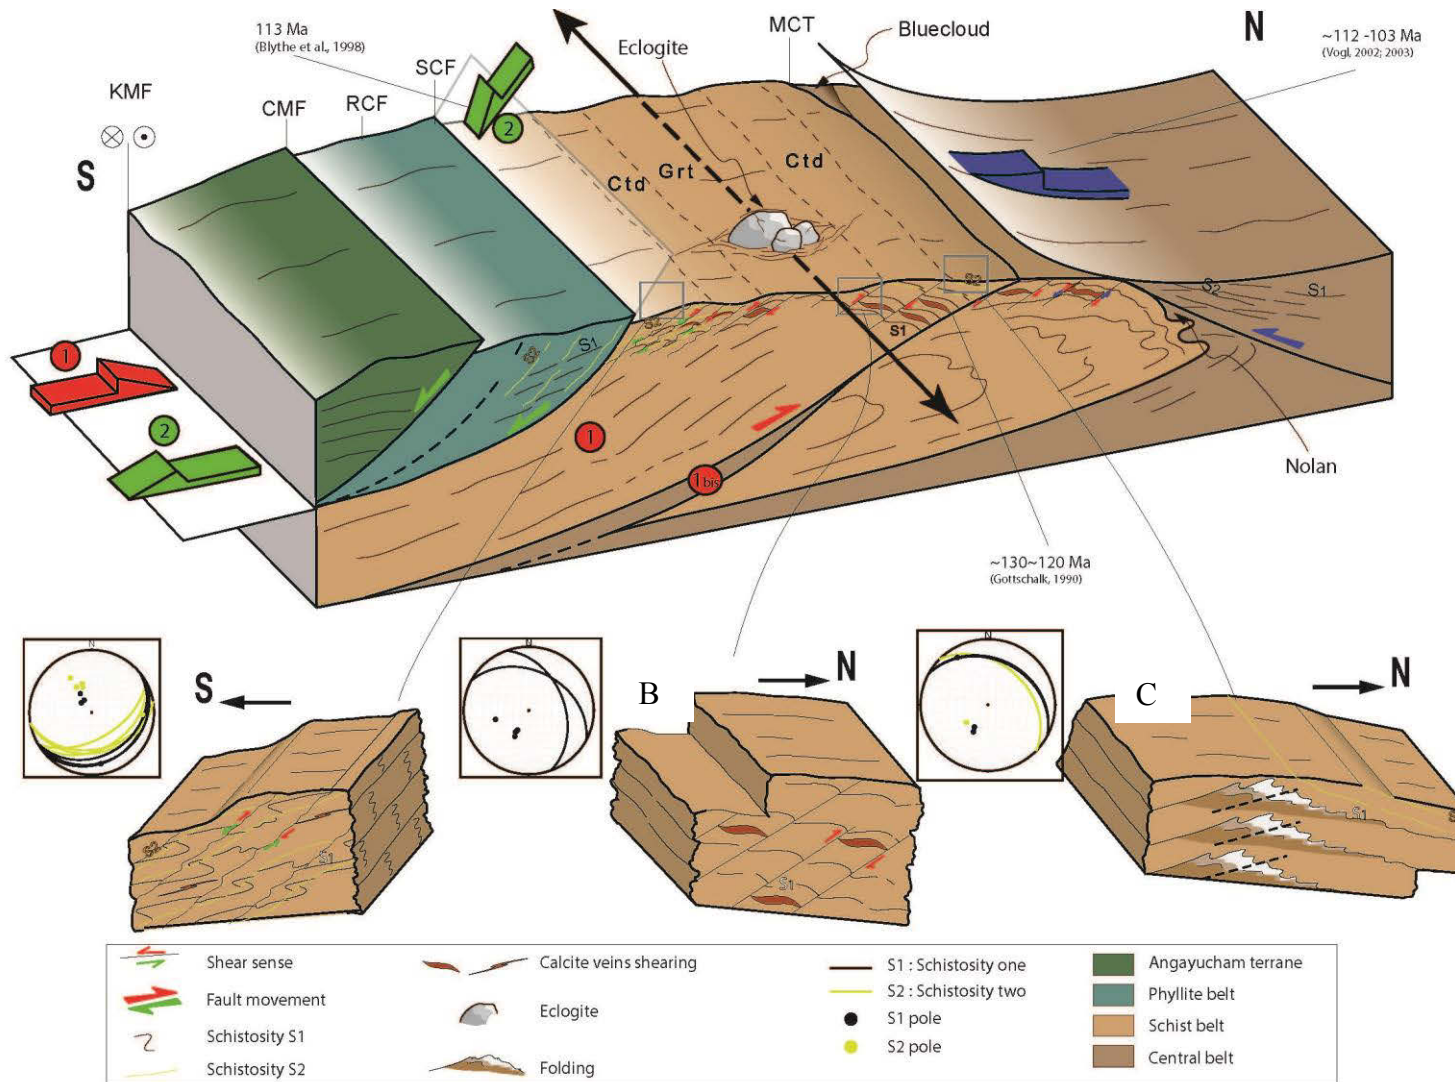 113 Ma
(Blythe et al., 1998)
Eclogite
MCT
Bluecloud
N
~112 -103 Ma
(Vogl, 2002; 2003)
KMF
CMF
RCF
SCF
S
2
Ctd
Grt
Ctd
S2
S1
S2
S1
S2
S1
S2
1
2
1
1bis
Nolan
~130~120 Ma
(Gottschalk, 1990)
N
S
N
B
N
N
C
N
S2
S1
S1
S1
Shear sense
Fault movement
Schistosity S1
Schistosity S2
Calcite veins shearing
Eclogite
Folding
S1 : Schistosity one
S2 : Schistosity two
S1 pole
S2 pole
Angayucham terrane
Phyllite belt
Schist belt
Central belt